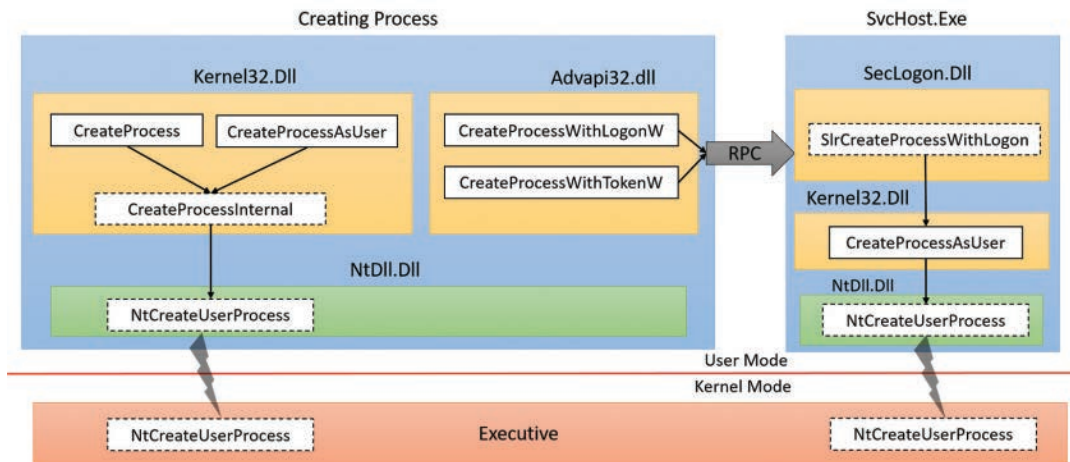 Creating Process
SvcHost.Exe
Kernel32.Dll
Advapi32.dll
SecLogon.Dll
CreateProcess
CreateProcessAsUser
CreateProcessWithLogonW
SlrCreateProcessWithLogon
RPC
CreateProcessWithTokenW
CreateProcessInternal
Kernel32.Dll
CreateProcessAsUser
NtDll.Dll
NtDll.Dll
NtCreateUserProcess
NtCreateUserProcess
User Mode
Kernel Mode
NtCreateUserProcess
Executive
NtCreateUserProcess